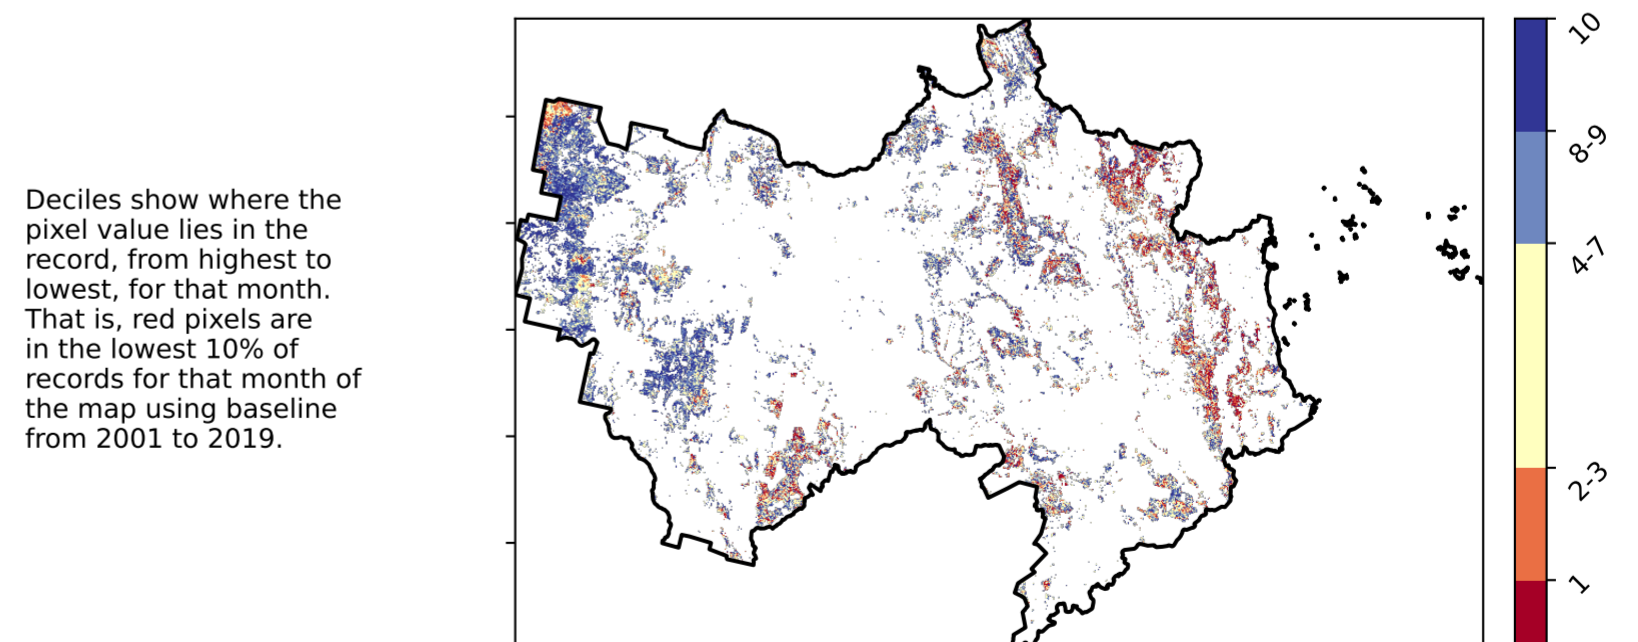 Deciles show where the
pixel value lies in the
record, from highest to
lowest, for that month.
That is, red pixels are
in the lowest 10% of
records for that month of
the map using baseline
from 2001 to 2019.
10
8-9
4-7
2-3
1